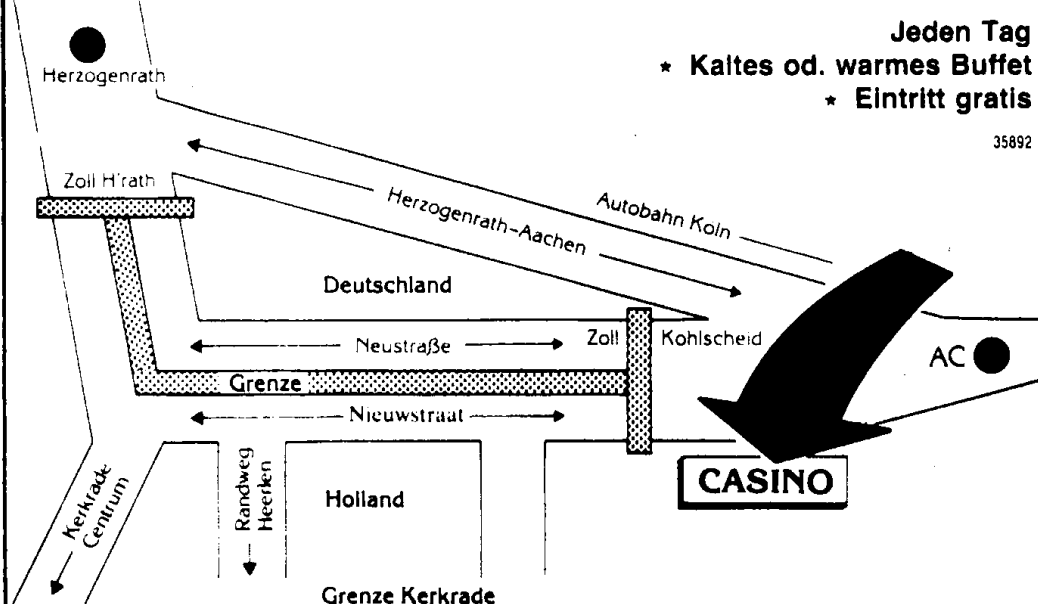 Jeden Tag
★ Kaltes od. warmes Buffet
★ Eintritt gratis
35892
Herzogenrath
Zoll H'rath
Herzogenrath-Aachen
Autobahn Koln
Deutschland
Neustraße
Zoll
Kohlscheid
AC
Grenze
Nieuwstraat
CASINO
Kerkrade
Centrum
Randweg
Heerlen
Holland
Grenze Kerkrade